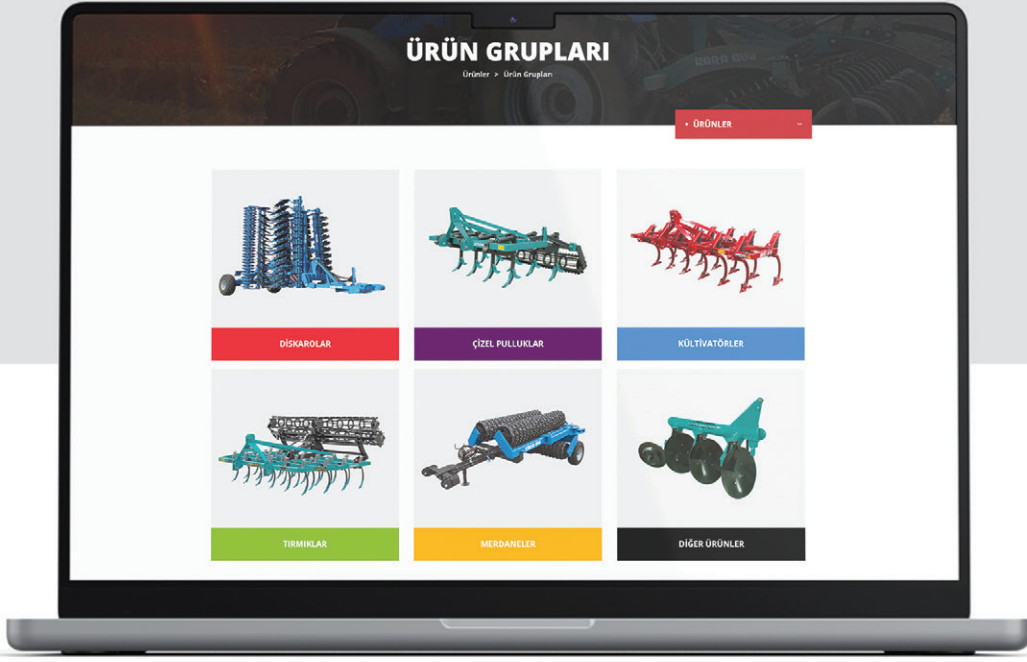 ÜRÜN GRUPLARI
Ürünler > Ürün Grupları
• ÜRÜNLER
DİSKAROLAR
ÇİZEL PULLUKLAR
KÜLTİVATÖRLER
TIRMIKLAR
MERDANELER
DİĞER ÜRÜNLER